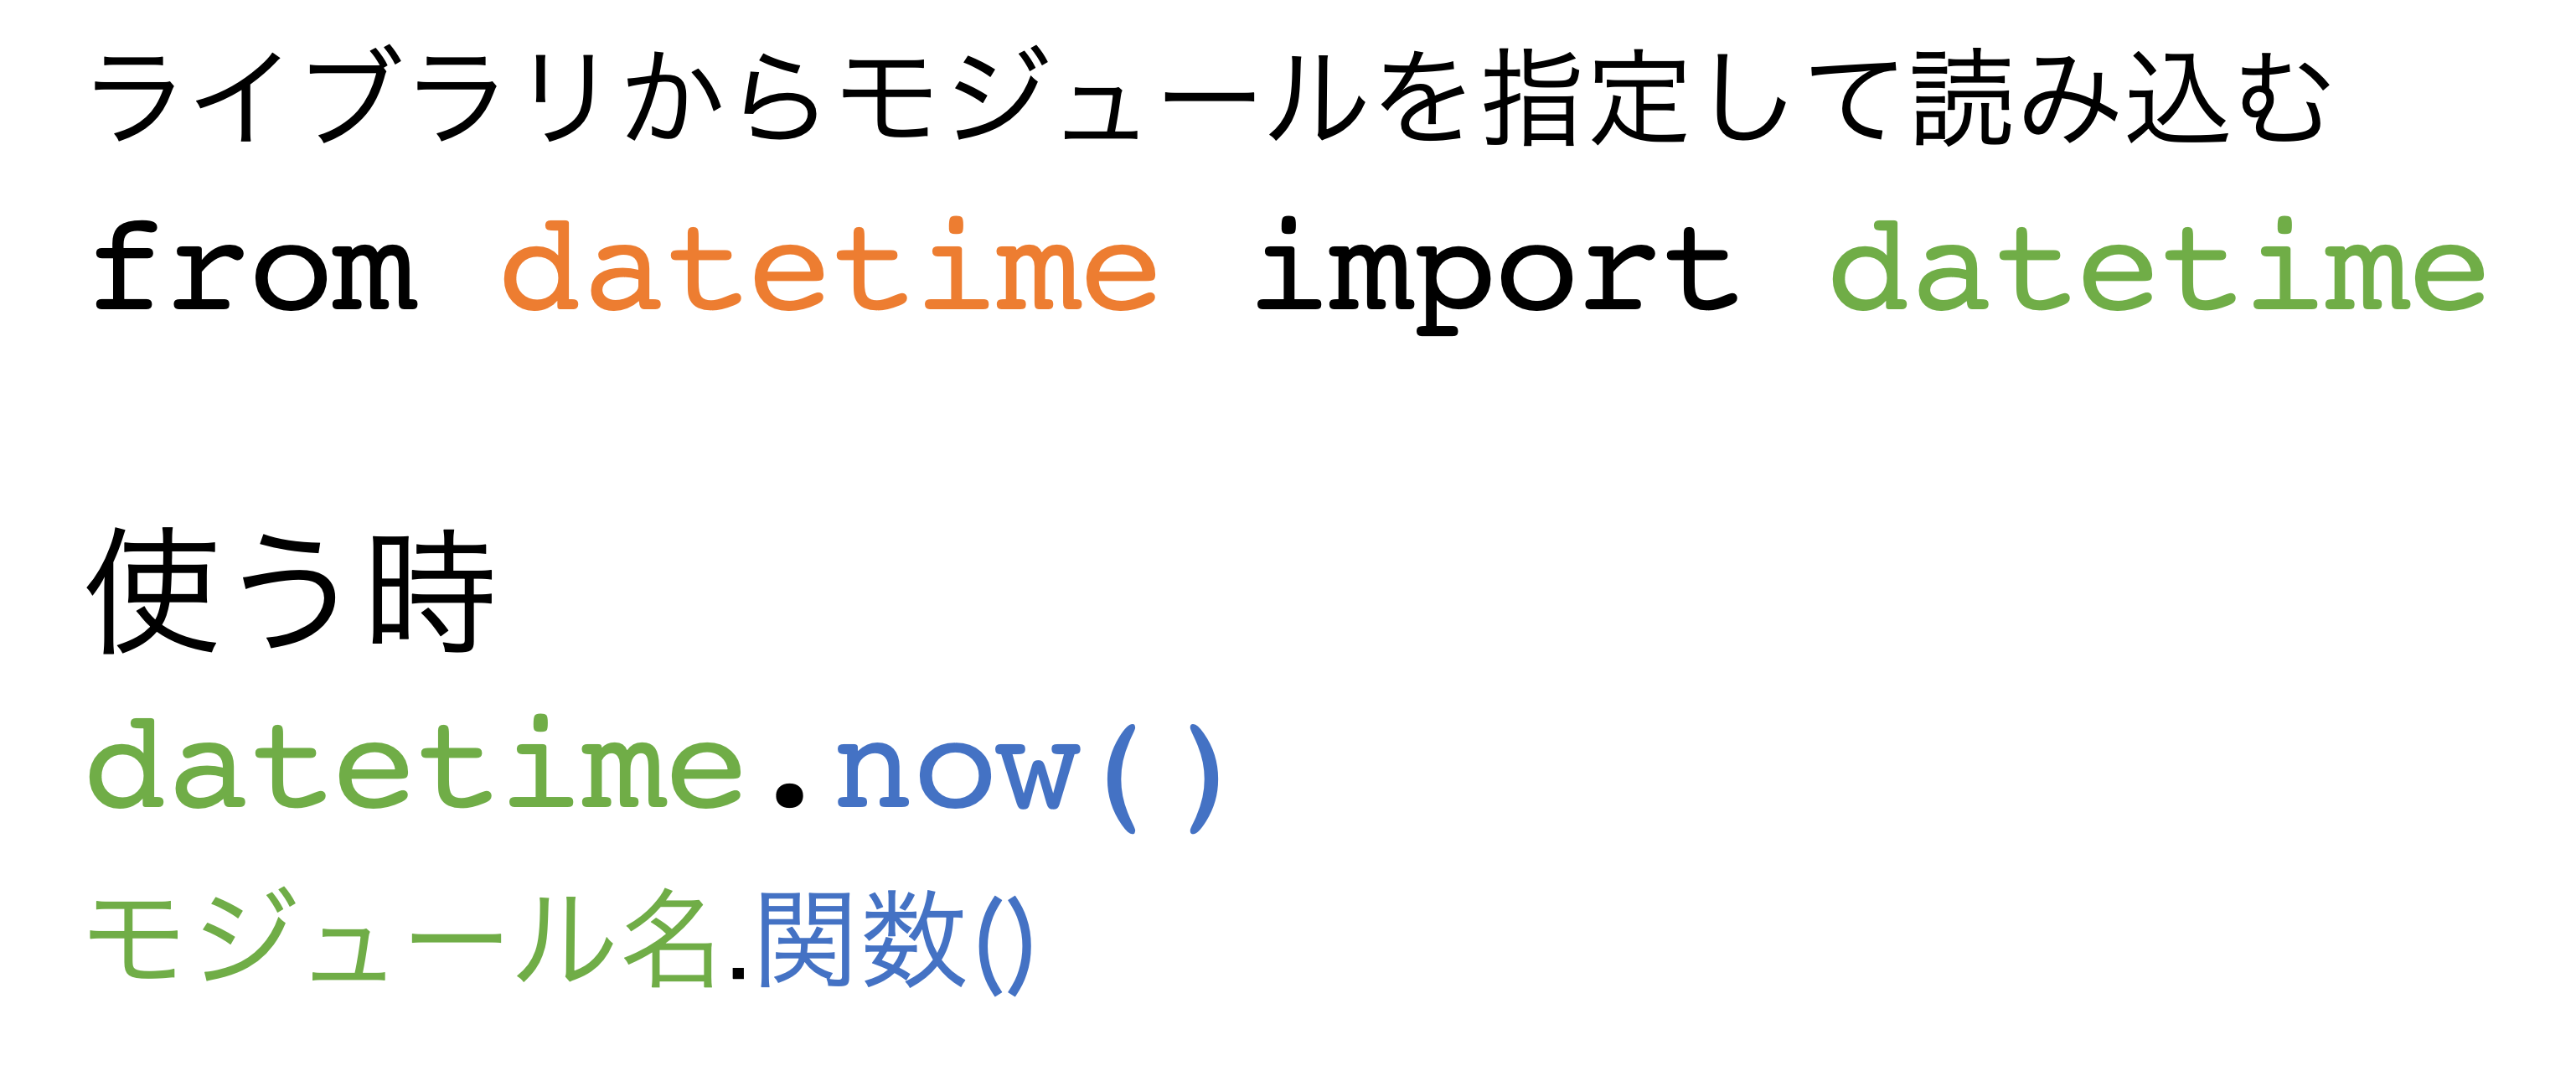 ライブラリからモジュールを指定して読み込む
from datetime import datetime
使う時
datetime.now()
モジュール名.関数()